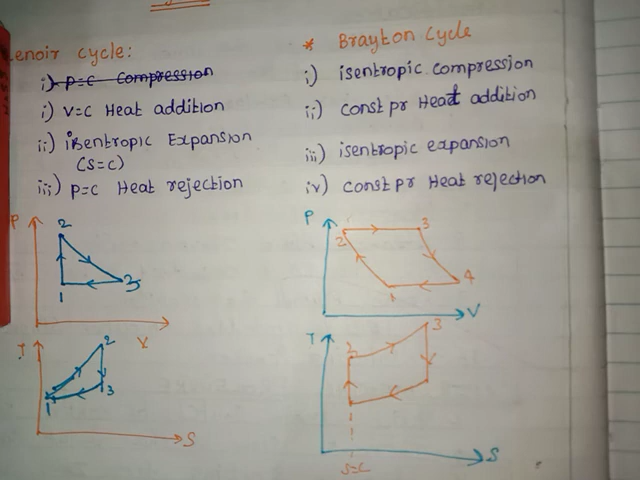 enoir Cycle:
i) p=c Compression
i) V=C Heat addition
ii) isentropic Expansion
(S=C)
iii) p=c Heat rejection
* Brayton Cycle
i) isentropic compression
ii) const pr Heat addition
iii) isentropic expansion
iv) const pr Heat rejection
P
2
1
3
V
P
2
3
1
4
V
T
2
1
3
S
T
2
3
1
S=C
S